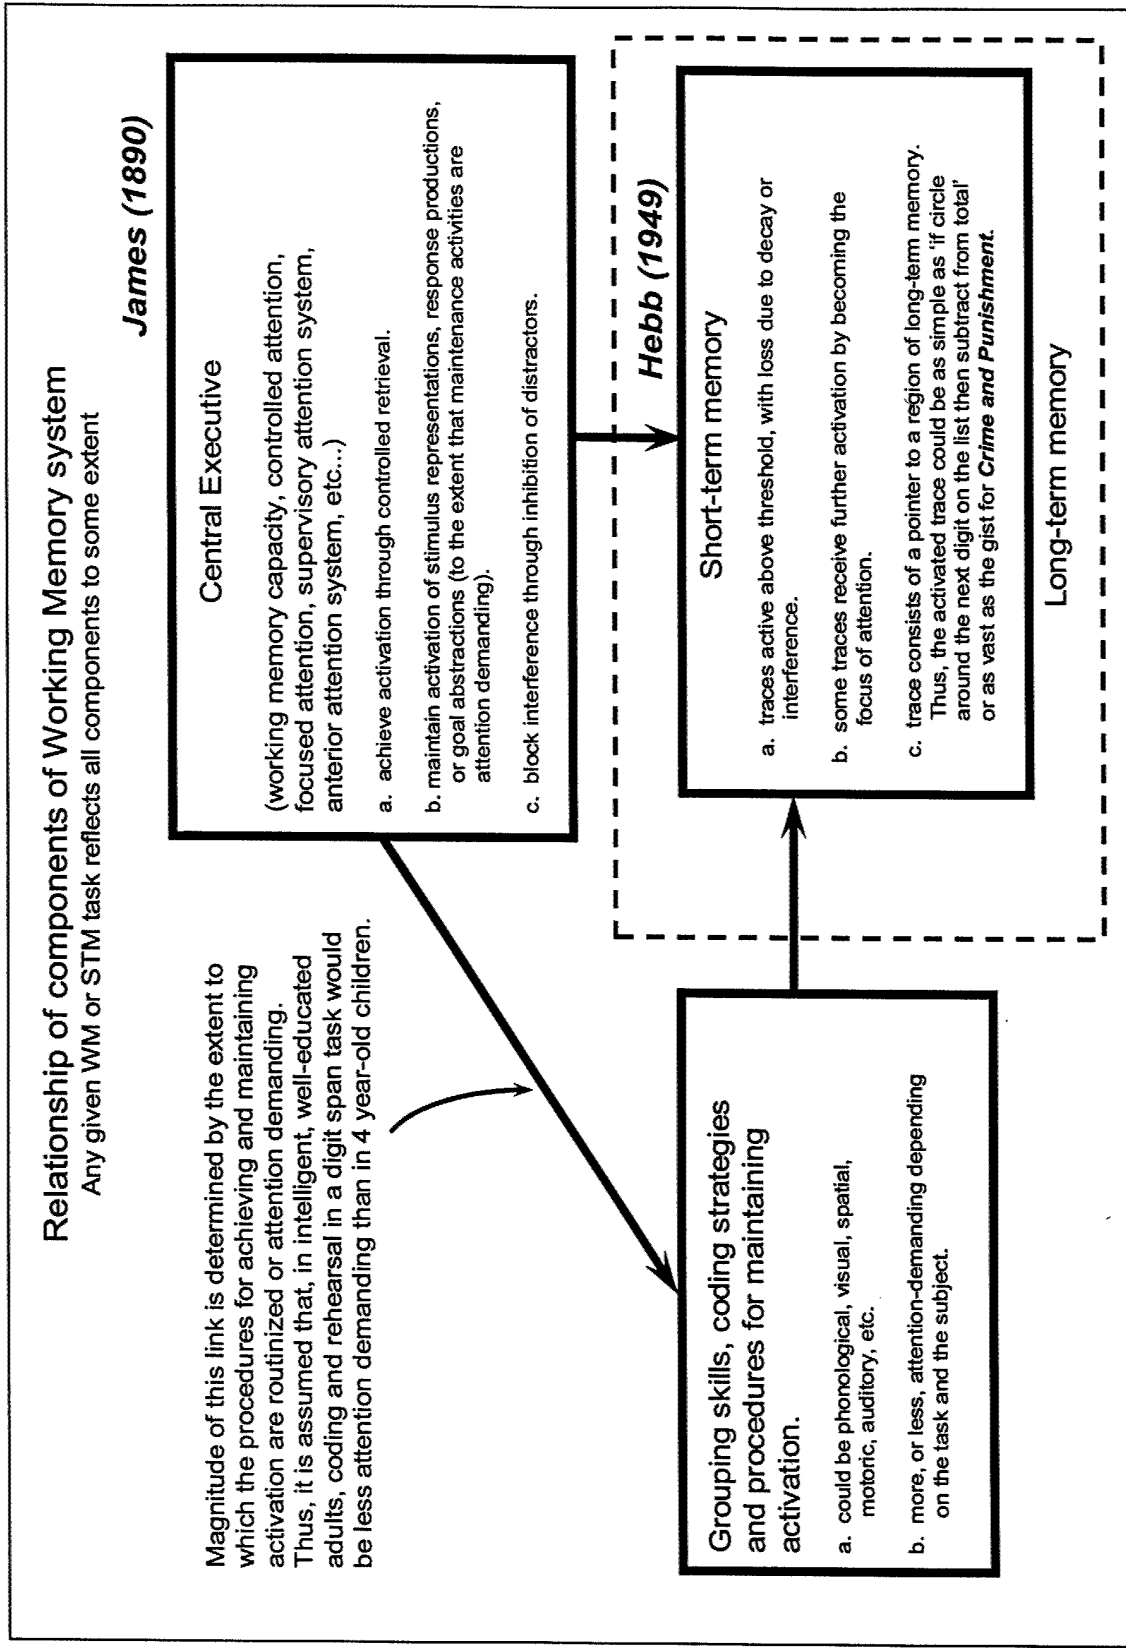 Relationship of components of Working Memory system
Any given WM or STM task reflects all components to some extent
Magnitude of this link is determined by the extent to
which the procedures for achieving and maintaining
activation are routinized or attention demanding.
Thus, it is assumed that, in intelligent, well-educated
adults, coding and rehearsal in a digit span task would
be less attention demanding than in 4 year-old children.
James (1890)
Central Executive
(working memory capacity, controlled attention,
focused attention, supervisory attention system,
anterior attention system, etc...)
a. achieve activation through controlled retrieval.
b. maintain activation of stimulus representations, response productions,
or goal abstractions (to the extent that maintenance activities are
attention demanding).
c. block interference through inhibition of distractors.
Grouping skills, coding strategies
and procedures for maintaining
activation.
a. could be phonological, visual, spatial,
motoric, auditory, etc.
b. more, or less, attention-demanding depending
on the task and the subject.
Hebb (1949)
Short-term memory
a. traces active above threshold, with loss due to decay or
interference.
b. some traces receive further activation by becoming the
focus of attention.
c. trace consists of a pointer to a region of long-term memory.
Thus, the activated trace could be as simple as 'if circle
around the next digit on the list then subtract from total'
or as vast as the gist for Crime and Punishment.
Long-term memory